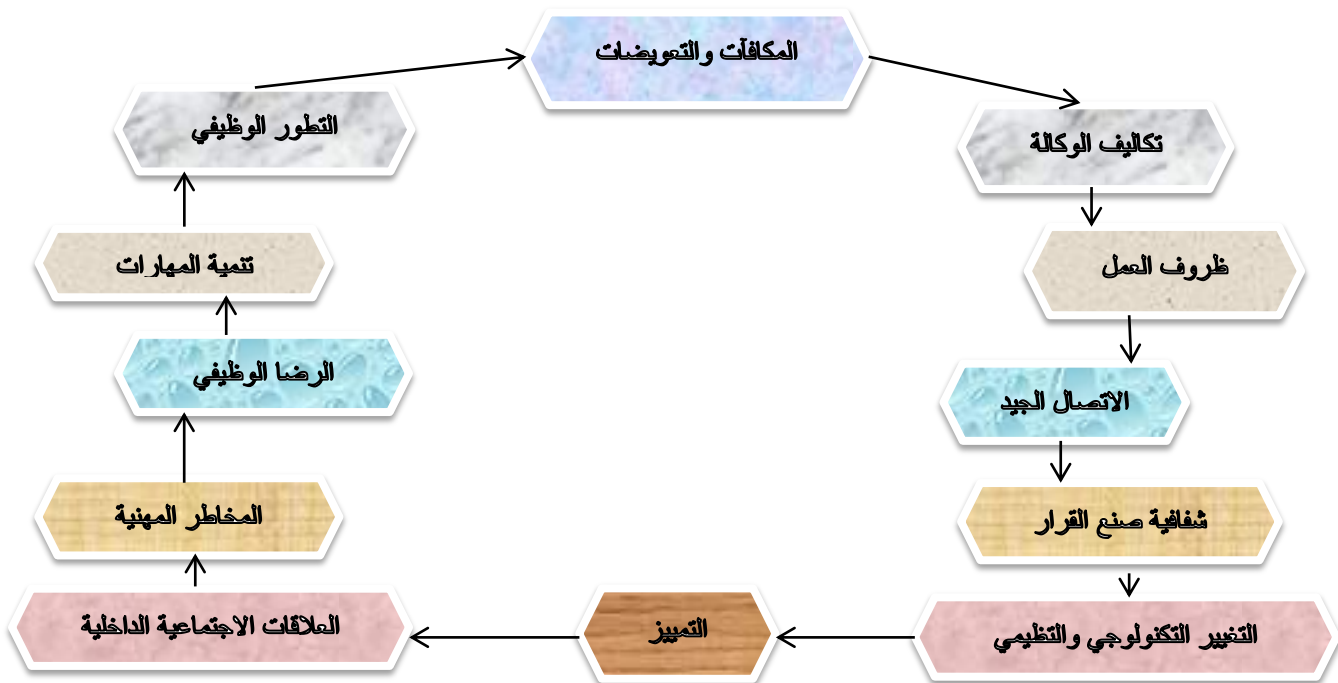 المكافآت والتعويضات
تكاليف الوكالة
ظروف العمل
الاتصال الجيد
شفافية صنع القرار
التغيير التكنولوجي والتظيمي
التمييز
العلاقات الاجتماعية الداخلية
المخاطر المهنية
الرضا الوظيفي
تنمية المهارات
التطور الوظيفي